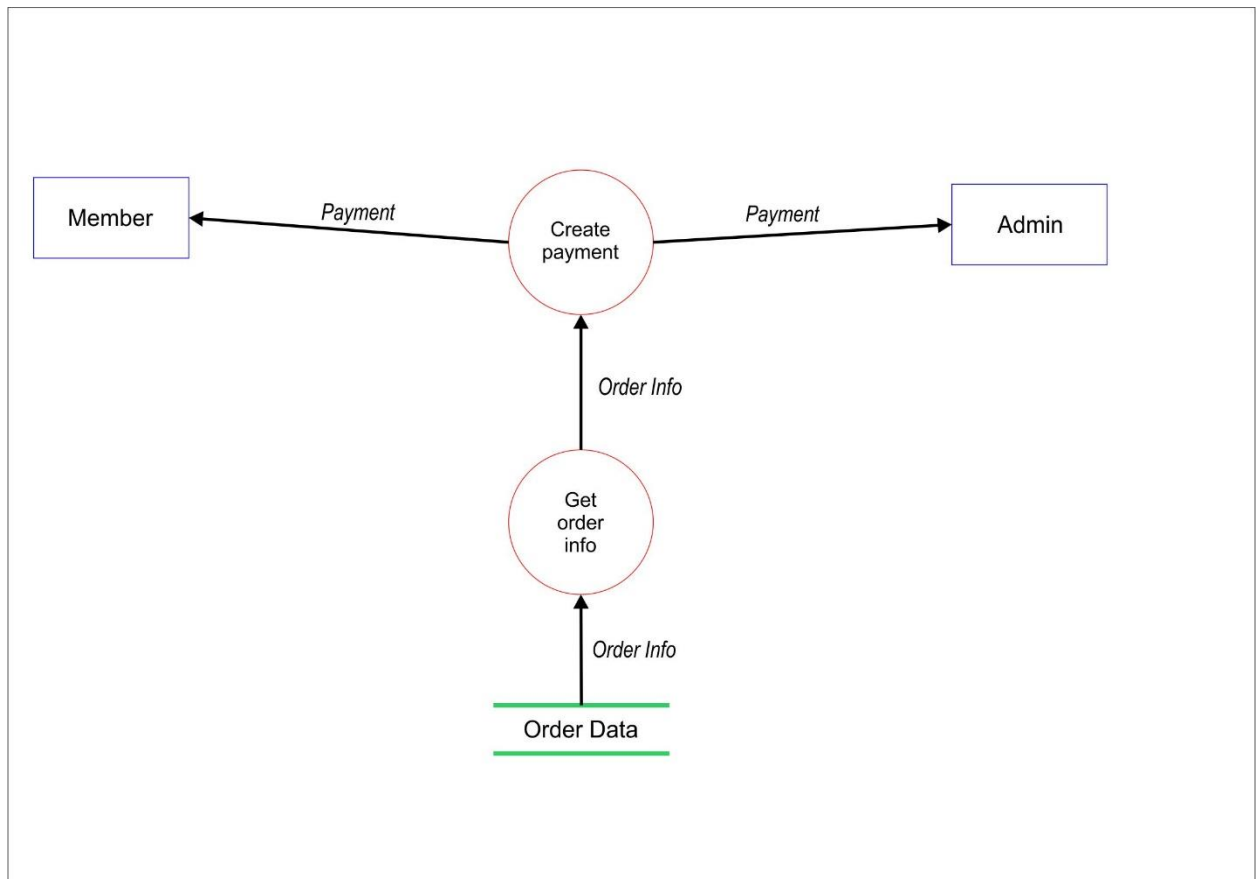 Member
Payment
Create
payment
Payment
Admin
Order Info
Get
order
info
Order Info
Order Data